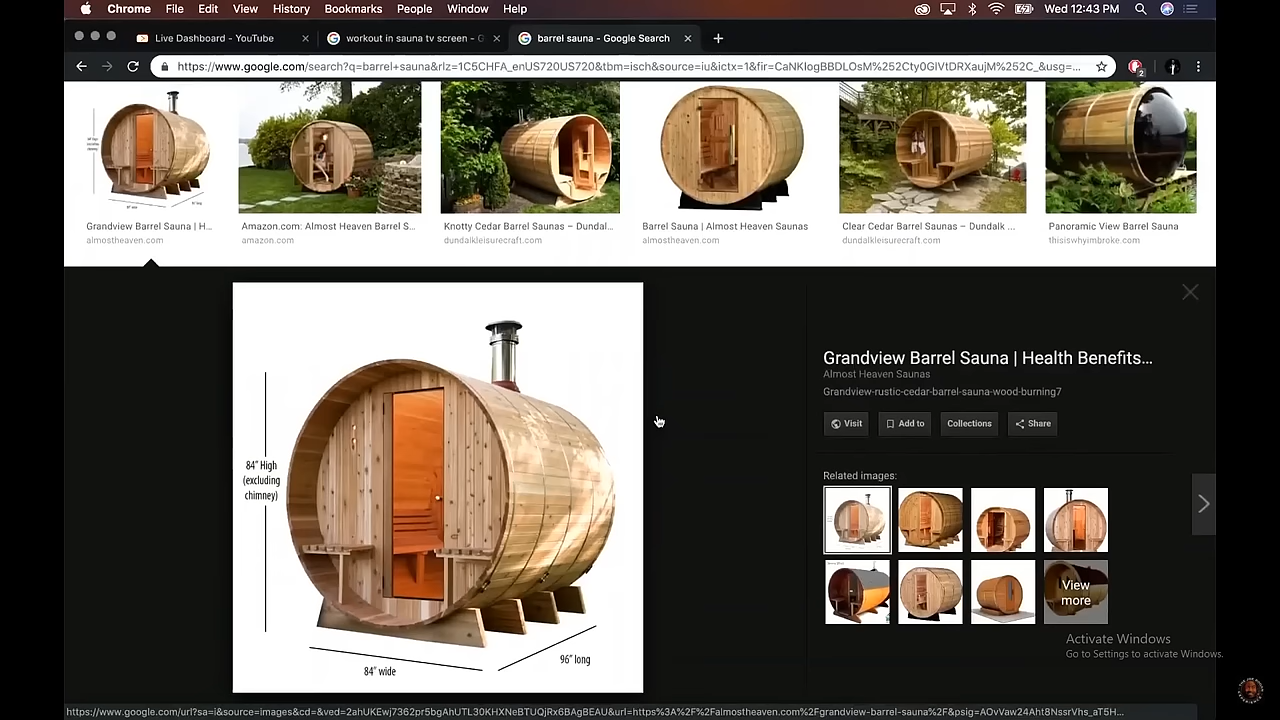 Chrome File Edit View History Bookmarks People Window Help Wed 12:43 PM
Live Dashboard - YouTube workout in sauna tv screen - G barrel sauna - Google Search
https://www.google.com/search?q=barrel+sauna&rlz=1C5CHFA_enUS720US720&tbm=isch&source=iu&ictx=1&fir=CaNKIogBBDLOsM%252Cty0GIVtDRXaujM%252C_&usg=...
2
Grandview Barrel Sauna | H... Amazon.com: Almost Heaven Barrel S... Knotty Cedar Barrel Saunas – Dundal... Barrel Sauna | Almost Heaven Saunas Clear Cedar Barrel Saunas – Dundalk ... Panoramic View Barrel Sauna
almostheaven.com amazon.com dundalkleisurecraft.com almostheaven.com dundalkleisurecraft.com thisiswhyimbroke.com
84" High
(excluding
chimney)
84" wide
96" long
Grandview Barrel Sauna | Health Benefits...
Almost Heaven Saunas
Grandview-rustic-cedar-barrel-sauna-wood-burning7
Visit Add to Collections Share
Related images:
View
more
Activate Windows
Go to Settings to activate Windows.
https://www.google.com/url?sa=i&source=images&cd=&ved=2ahUKEwj7362pr5bgAhUTL30KHXNeBTUQjRx6BAgBEAU&url=https%3A%2F%2Falmostheaven.com%2Fgrandview-barrel-sauna%2F&psig=AOvVaw24Aht8NssrVhs_aT5H...